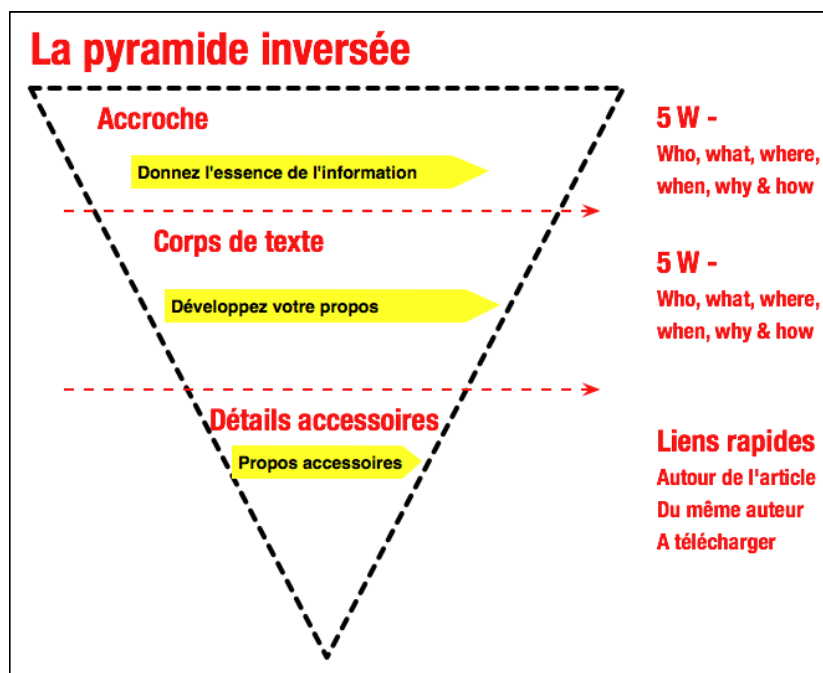 La pyramide inversée
Accroche
Donnez l'essence de l'information
5 W -
Who, what, where,
when, why & how
Corps de texte
Développez votre propos
5 W -
Who, what, where,
when, why & how
Détails accessoires
Propos accessoires
Liens rapides
Autour de l'article
Du même auteur
A télécharger